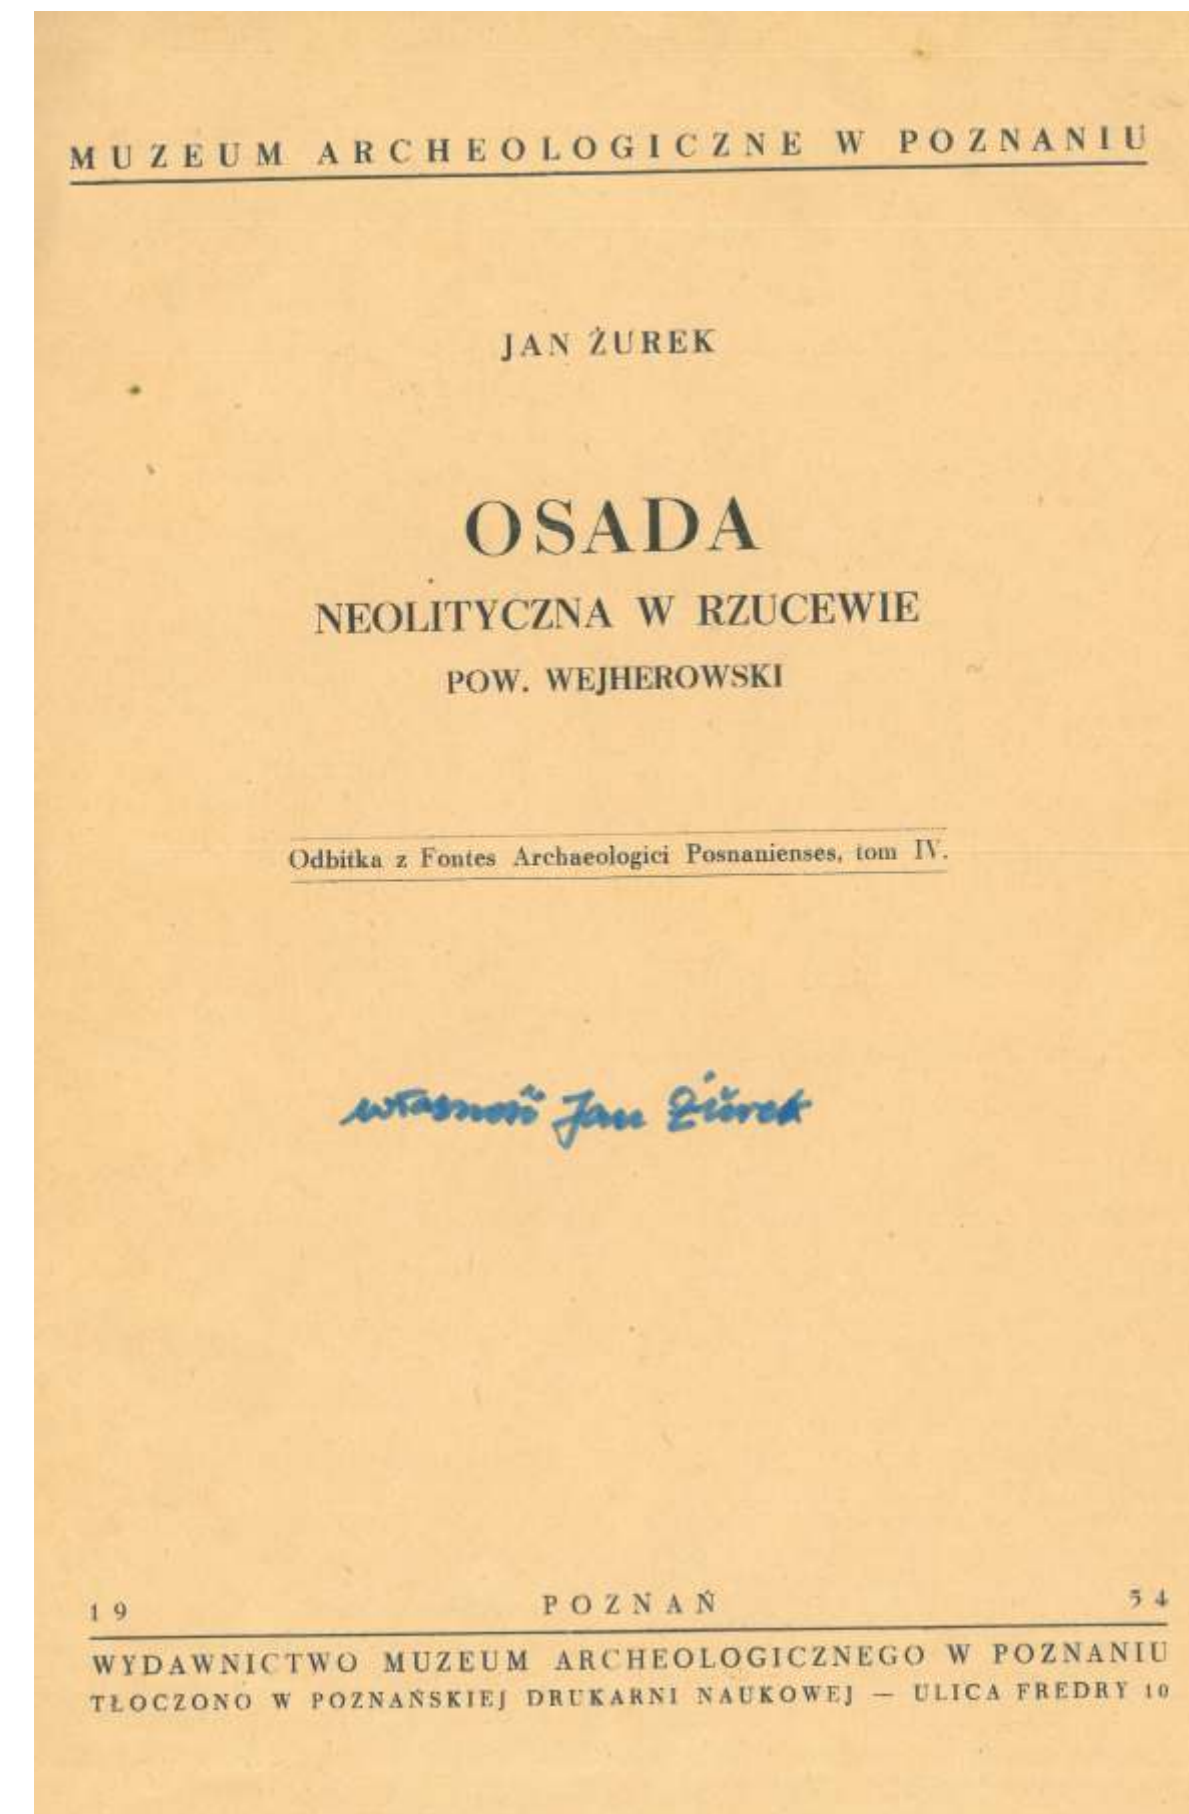 MUZEUM ARCHEOLOGICZNE W POZNANIU
JAN ŻUREK
OSADA
NEOLITYCZNA W RZUCEWIE
POW. WEJHEROWSKI
Odbitka z Fontes Archaeologici Posnanienses, tom IV.
własność Jan Żurek
19 POZNAŃ 54
WYDAWNICTWO MUZEUM ARCHEOLOGICZNEGO W POZNANIU
TŁOCZONO W POZNAŃSKIEJ DRUKARNI NAUKOWEJ — ULICA FREDRY 10